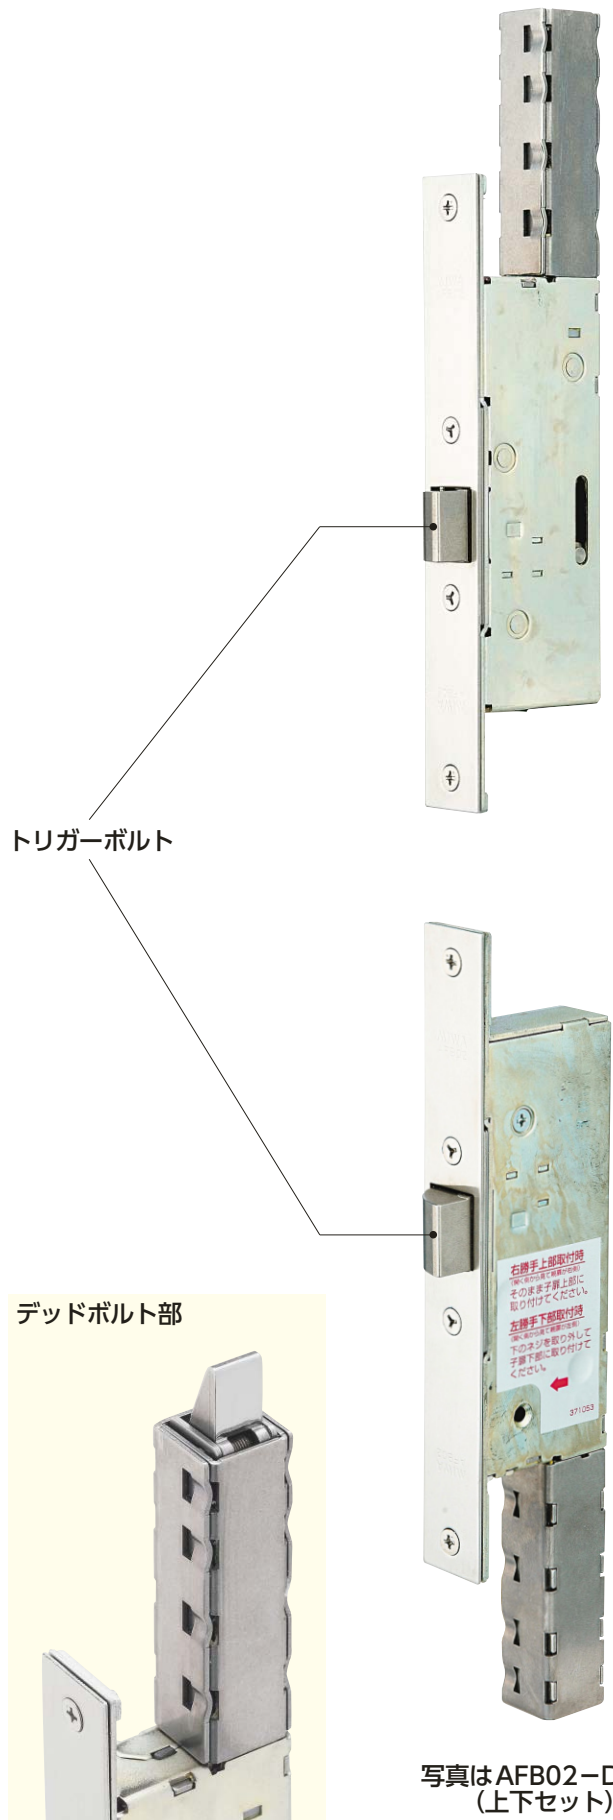 トリガーボルト
右勝手上部取付時
そのまま子扉上部に
取り付けてください。
左勝手下部取付時
下のネジを取り外して
子扉下部に取り付けて
ください。
371053
デッドボルト部
写真はAFB02－D
（上下セット）